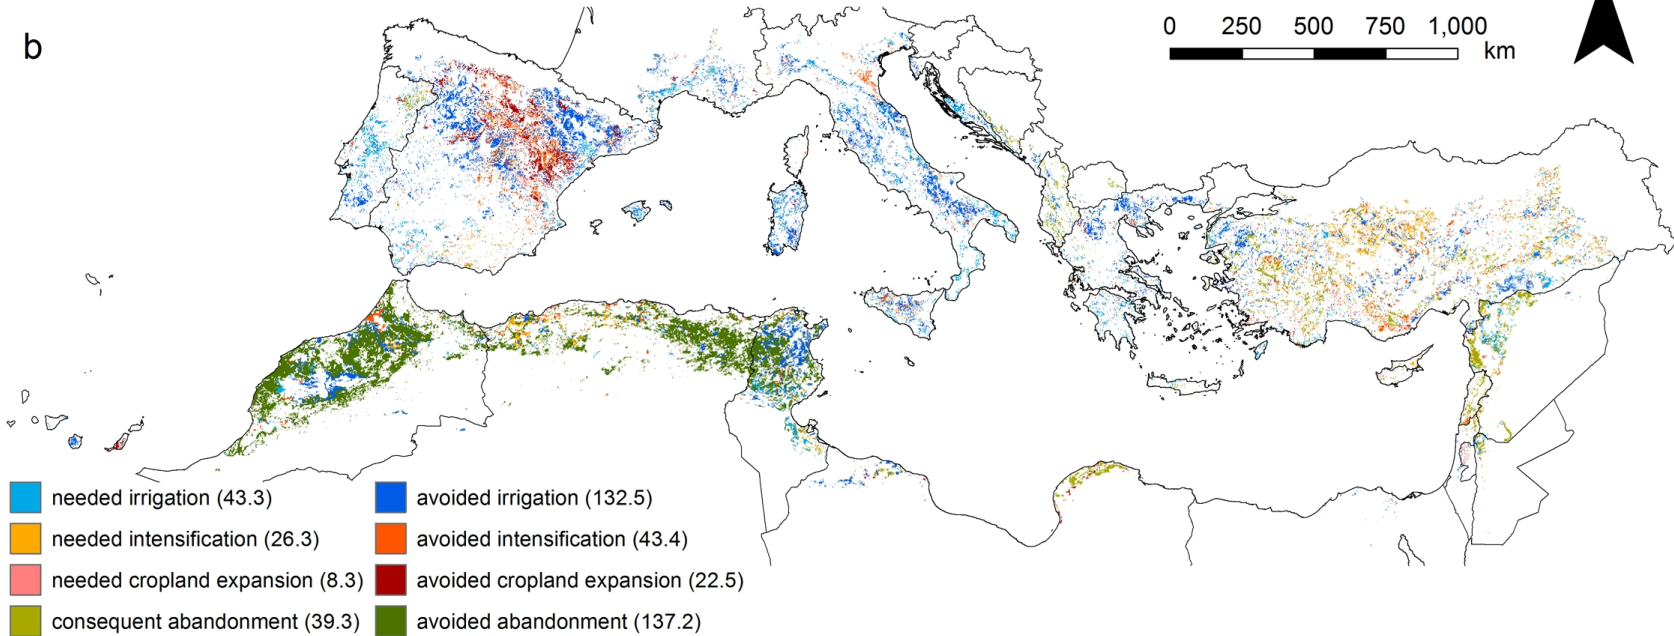 b
0 250 500 750 1,000
km
needed irrigation (43.3)
avoided irrigation (132.5)
needed intensification (26.3)
avoided intensification (43.4)
needed cropland expansion (8.3)
avoided cropland expansion (22.5)
consequent abandonment (39.3)
avoided abandonment (137.2)